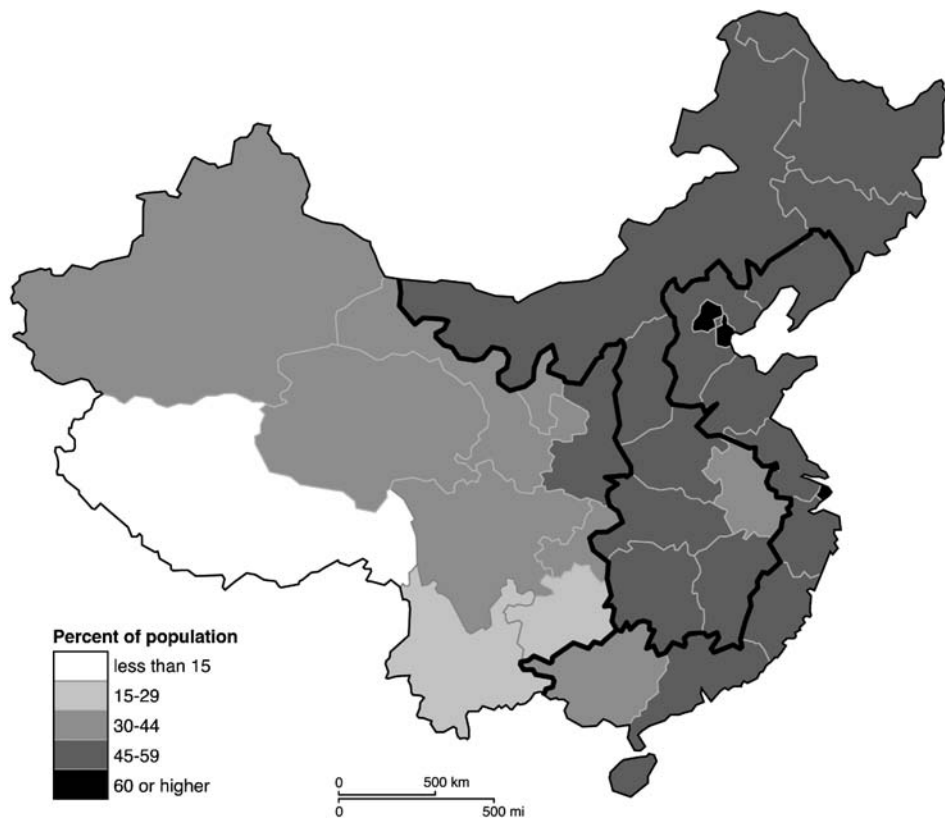 Percent of population
less than 15
15-29
30-44
45-59
60 or higher
0 500 km
0 500 mi